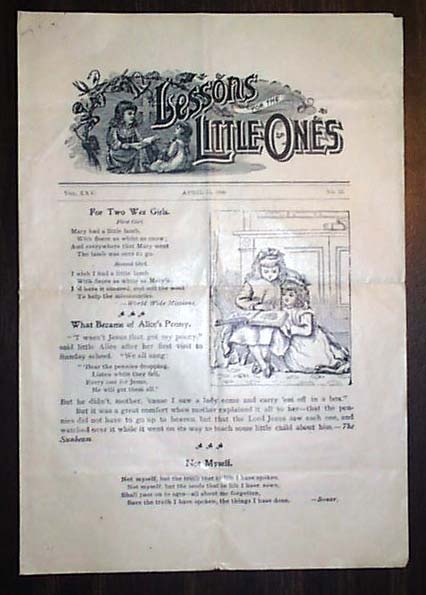 Lessons
FOR THE
LITTLE ONES
VOL. XXV.
APRIL
No.
For Two Wee Girls.
First Girl.
Mary had a little lamb,
With fleece as white as snow;
And everywhere that Mary went
The lamb was sure to go.
Second Girl.
I wish I had a little lamb
With fleece as white as Mary's
I'd have it sheared, and sell the wool
To help the missionaries.
—World Wide Missions.
What Became of Alice's Penny.
"'T wasn't Jesus that got my penny,"
said little Alice after her first visit to
Sunday school. "We all sung:
"'Hear the pennies dropping,
Listen while they fall,
Every one for Jesus,
He will get them all.'
But he didn't, mother, 'cause I saw a lady come and carry 'em off in a box."
But it was a great comfort when mother explained it all to her—that the pen-
nies did not have to go up to heaven, but that the Lord Jesus saw each one, and
watched over it while it went on its way to teach some little child about him.—The
Sunbeam.
Not Myself.
Not myself, but the truth that in life I have spoken,
Not myself, but the seeds that in life I have sown,
Shall pass on to ages—all about me forgotten,
Save the truth I have spoken, the things I have done.
—Bonar.